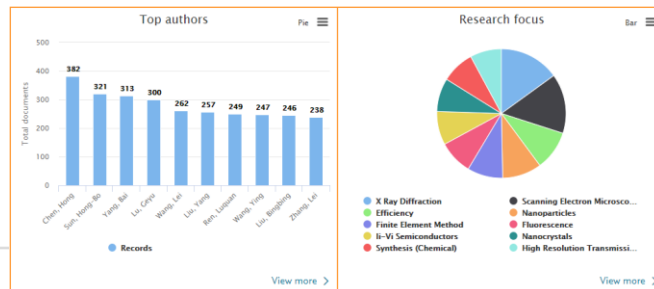 Top authors
Pie
500
400
300
200
100
0
Total documents
382
321
313
300
262
257
249
247
246
238
Chen, Hong
Sun, Hong-Bo
Yang, Bai
Lu, Geyu
Wang, Lei
Liu, Yang
Ren, Luquan
Wang, Ying
Liu, Bingbing
Zhang, Lei
Records
View more >
Research focus
Bar
X Ray Diffraction
Scanning Electron Microsco...
Efficiency
Nanoparticles
Finite Element Method
Fluorescence
Ii-Vi Semiconductors
Nanocrystals
Synthesis (Chemical)
High Resolution Transmissi...
View more >